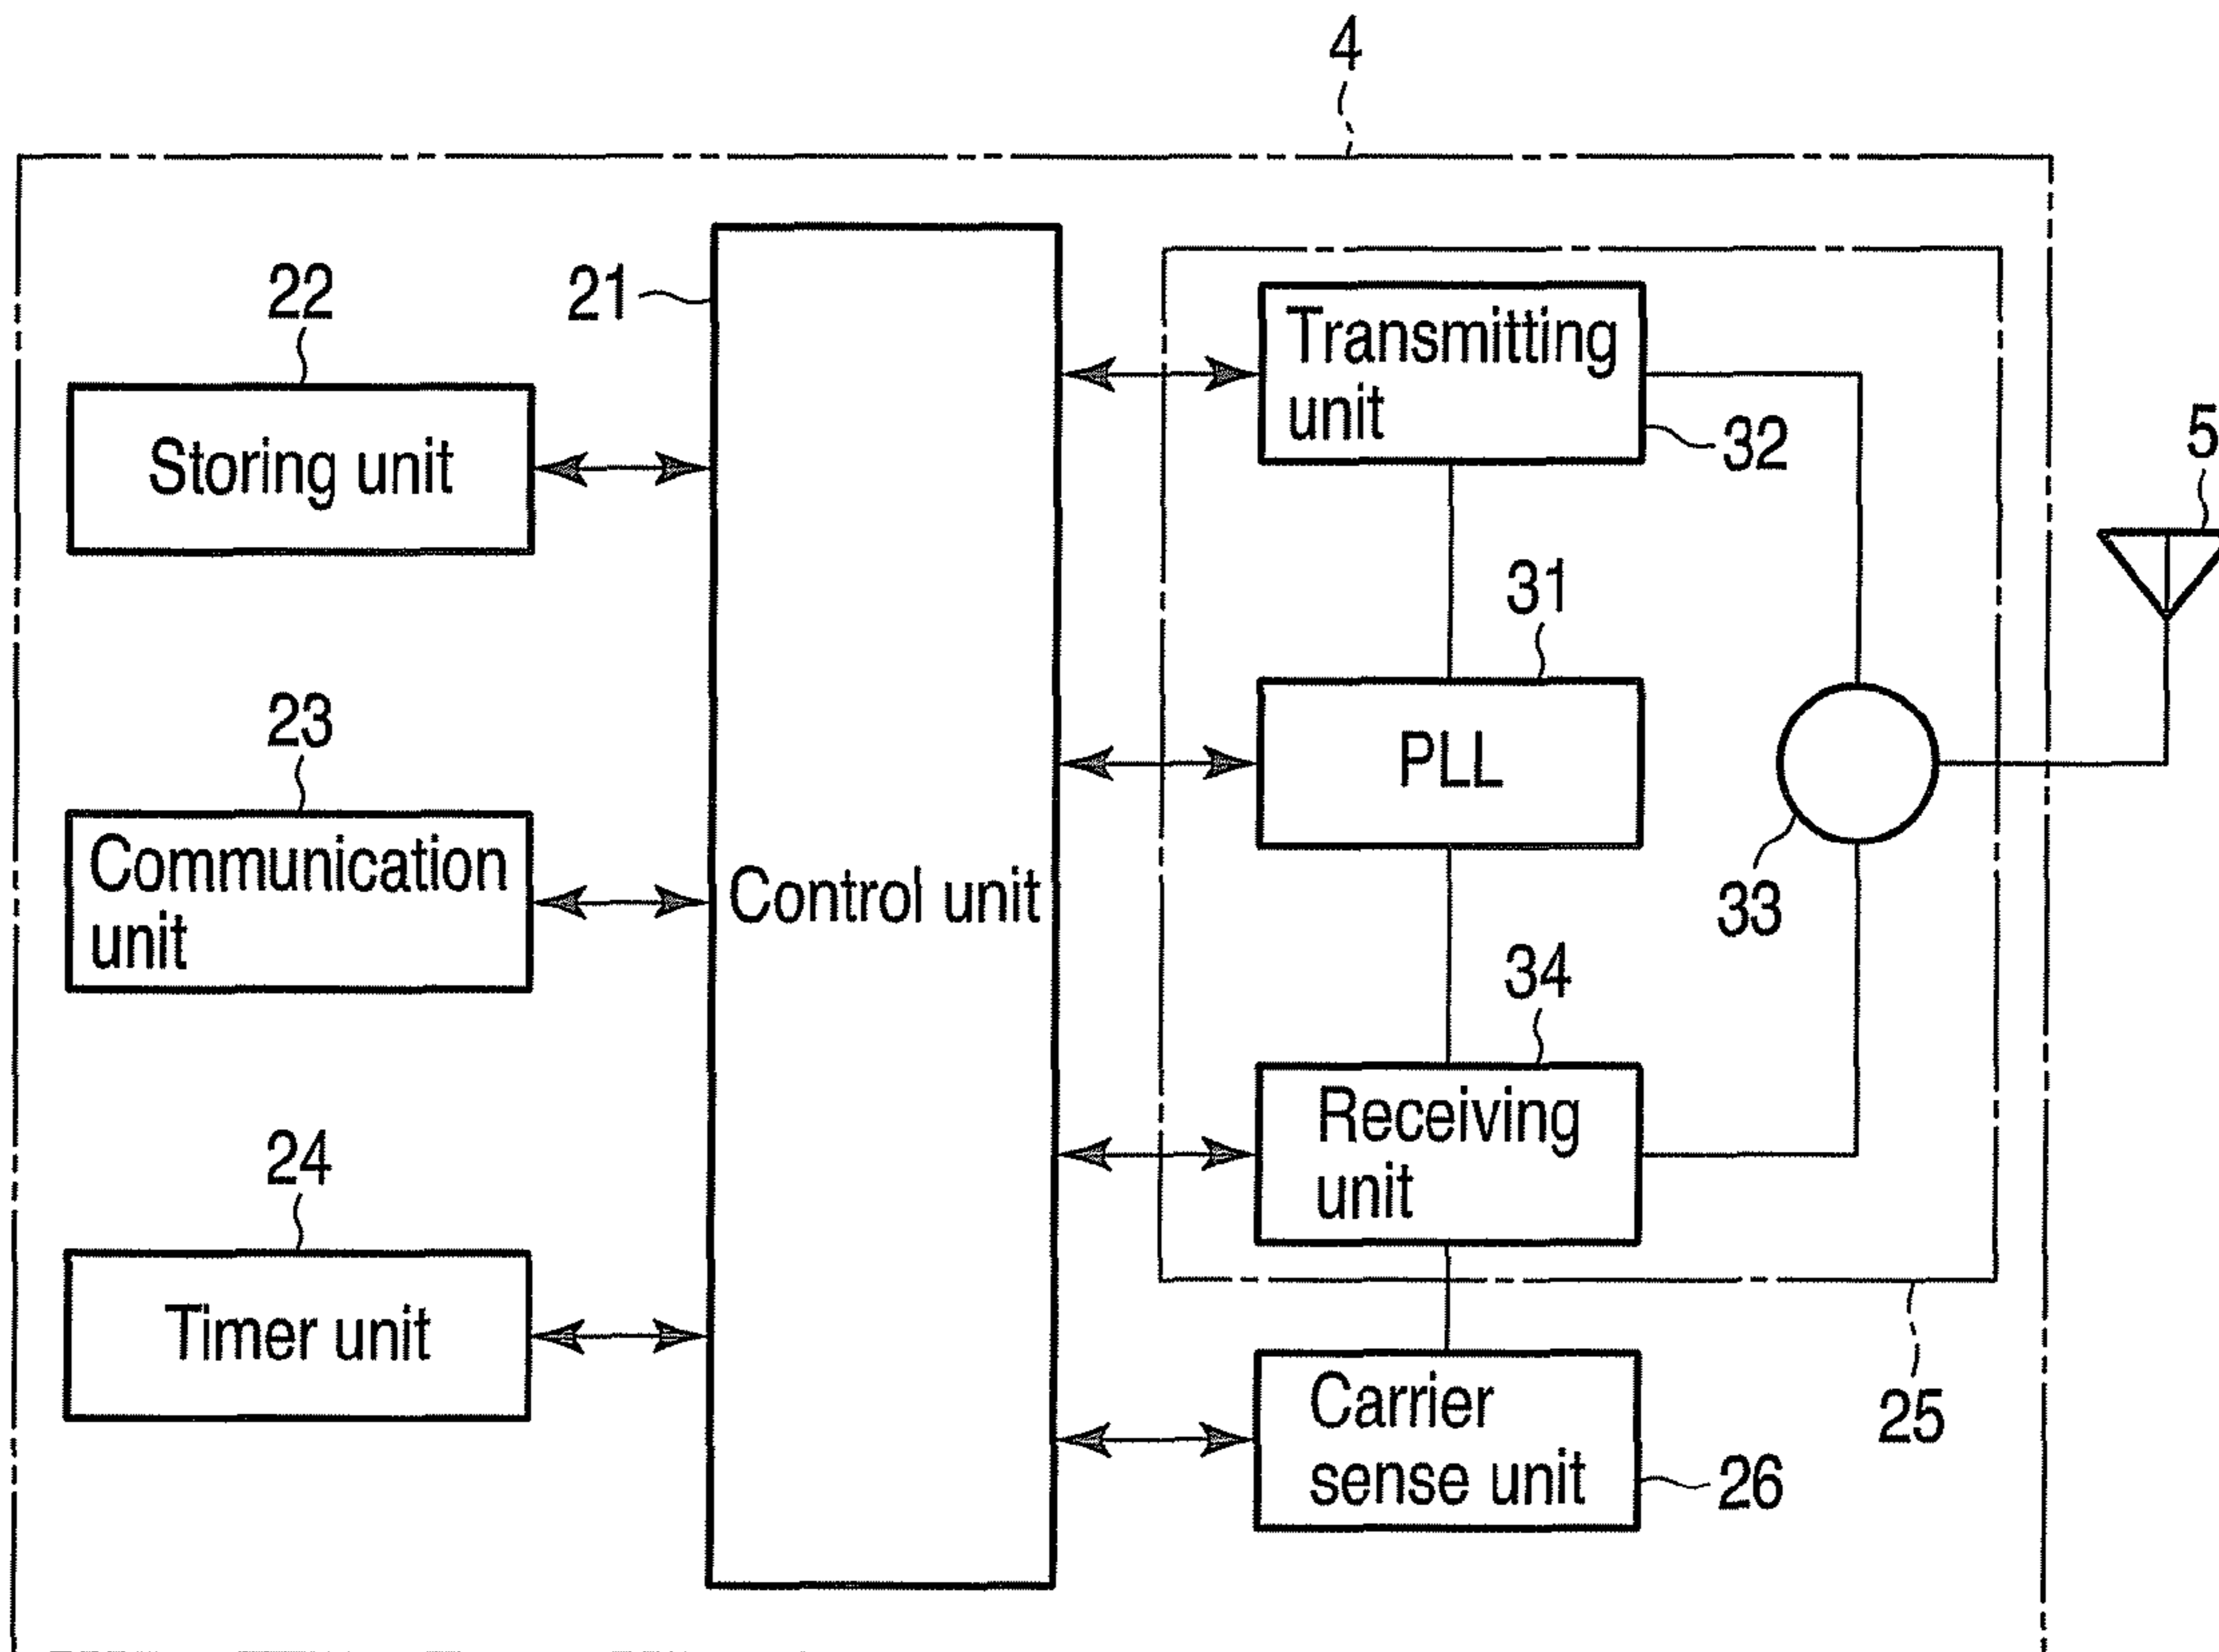 4
22
21
Storing unit
Transmitting
unit
32
5
31
PLL
23
Communication
unit
Control unit
33
34
Receiving
unit
24
Timer unit
25
Carrier
sense unit
26